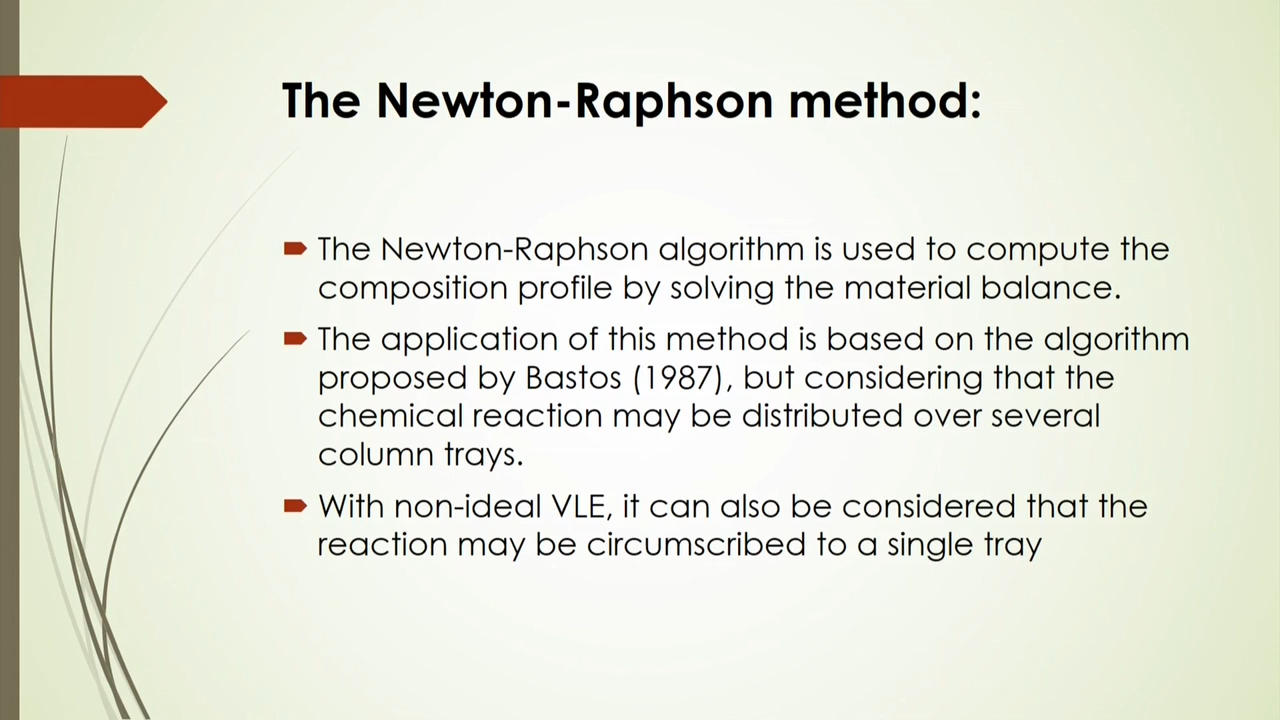 The Newton-Raphson method:
The Newton-Raphson algorithm is used to compute the
composition profile by solving the material balance.
The application of this method is based on the algorithm
proposed by Bastos (1987), but considering that the
chemical reaction may be distributed over several
column trays.
With non-ideal VLE, it can also be considered that the
reaction may be circumscribed to a single tray